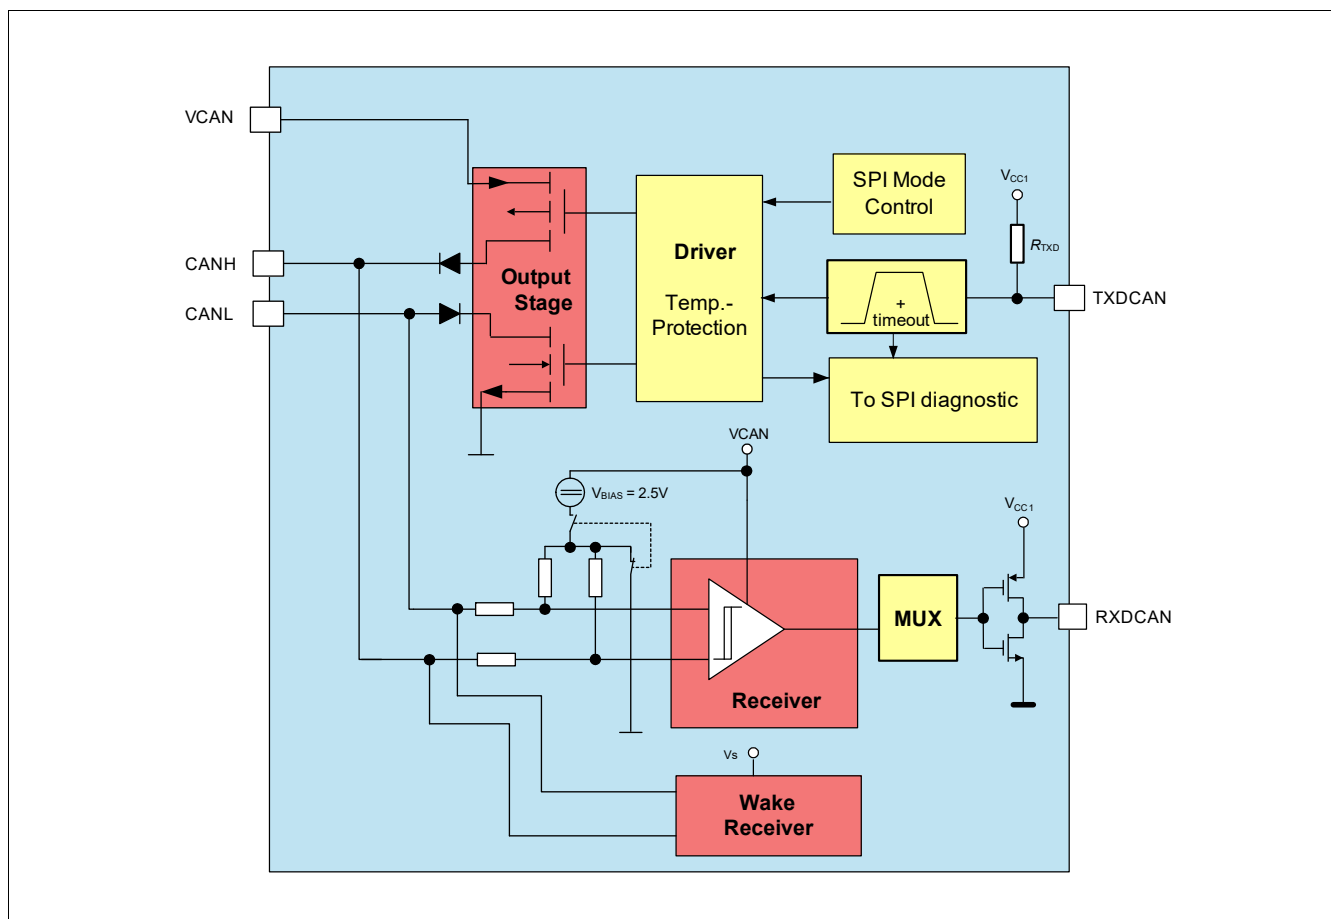 VCAN
SPI Mode
Control
VCC1
RTXD
CANH
Driver
Output
Stage
CANL
Temp.-
Protection
+
timeout
TXDCAN
To SPI diagnostic
VCAN
VBIAS = 2.5V
VCC1
MUX
RXDCAN
Receiver
Vs
Wake
Receiver